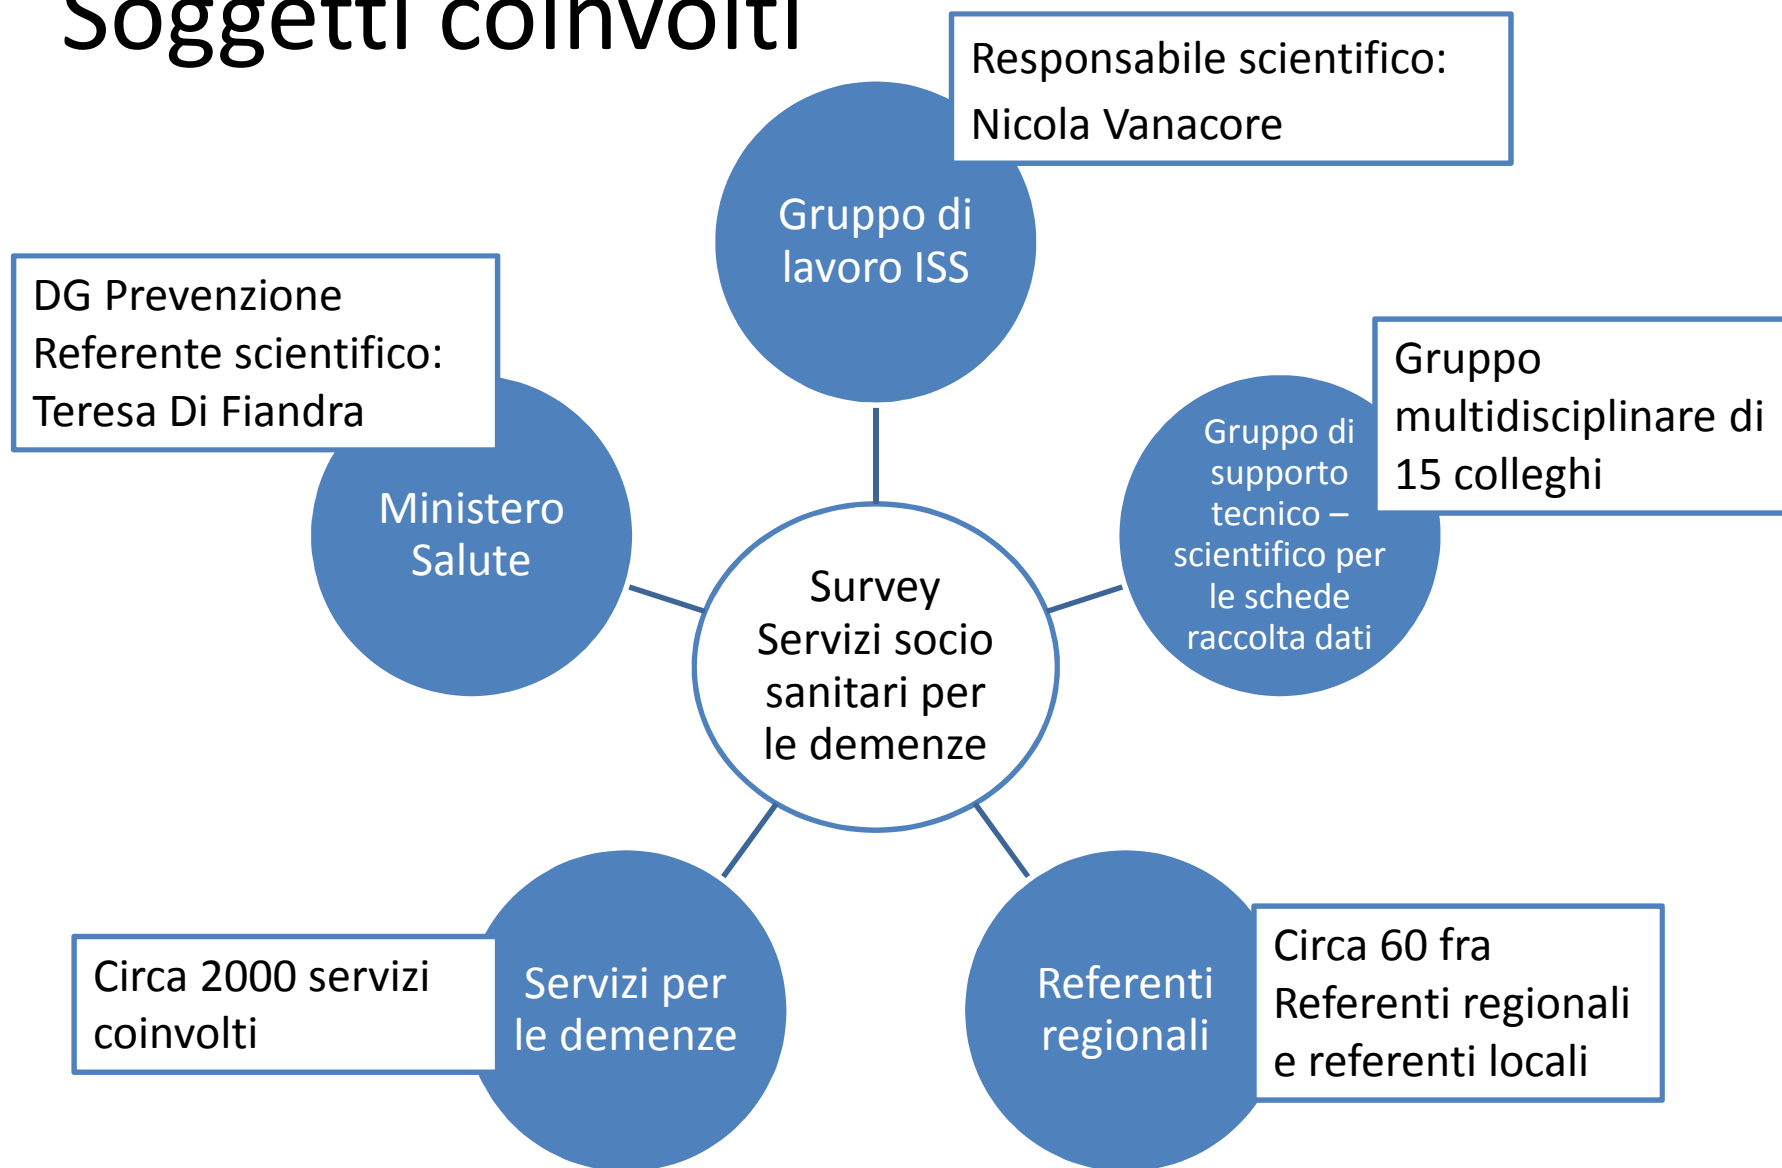 Soggetti coinvolti
Responsabile scientifico:
Nicola Vanacore
Gruppo di
lavoro ISS
DG Prevenzione
Referente scientifico:
Teresa Di Fiandra
Ministero
Salute
Gruppo
multidisciplinare di
15 colleghi
Gruppo di
supporto
tecnico –
scientifico per
le schede
raccolta dati
Survey
Servizi socio
sanitari per
le demenze
Circa 2000 servizi
coinvolti
Servizi per
le demenze
Referenti
regionali
Circa 60 fra
Referenti regionali
e referenti locali